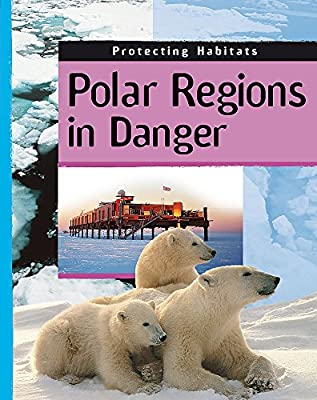 Protecting Habitats
Polar Regions
in Danger